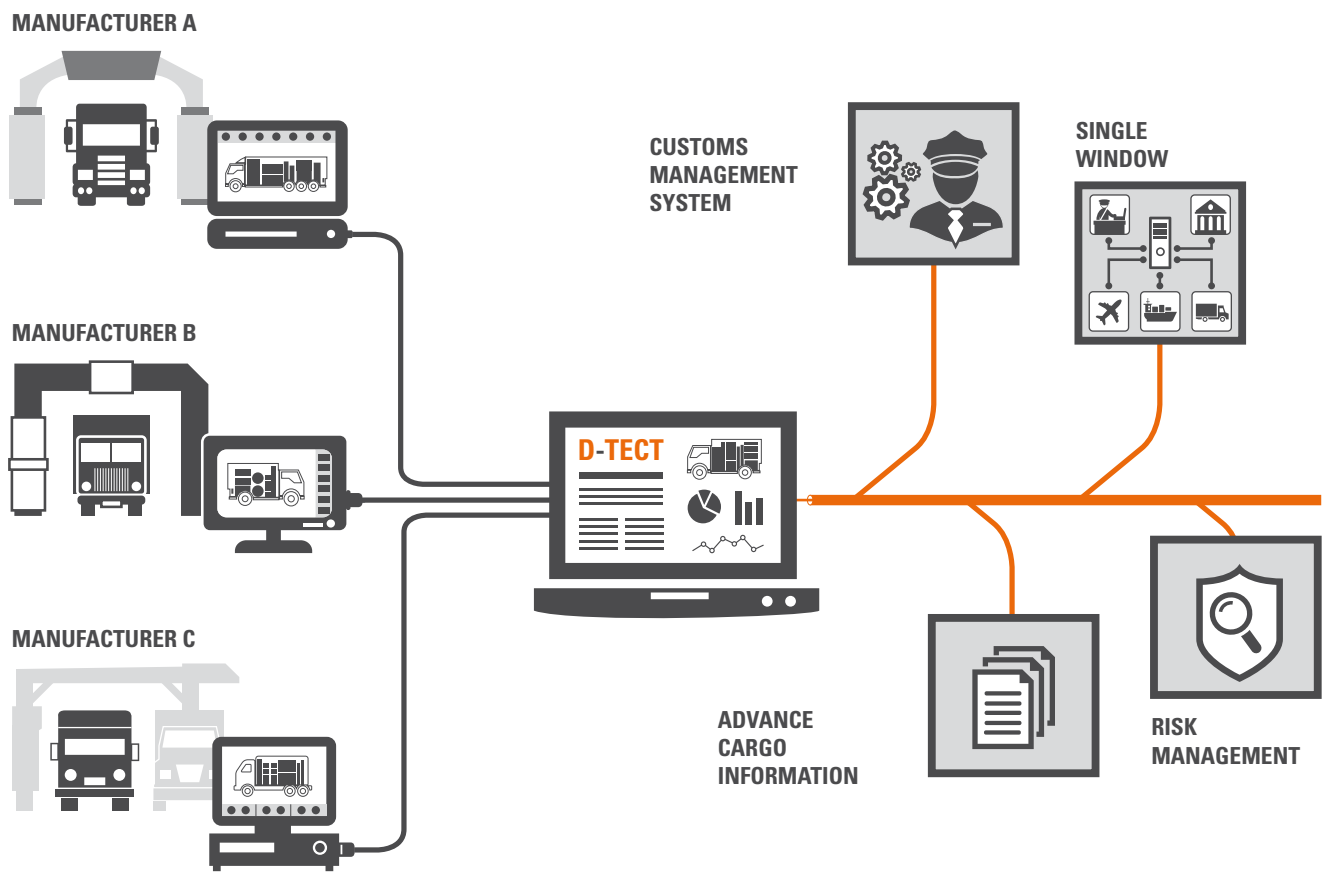 MANUFACTURER A
MANUFACTURER B
MANUFACTURER C
D-TECT
CUSTOMS
MANAGEMENT
SYSTEM
SINGLE
WINDOW
ADVANCE
CARGO
INFORMATION
RISK
MANAGEMENT